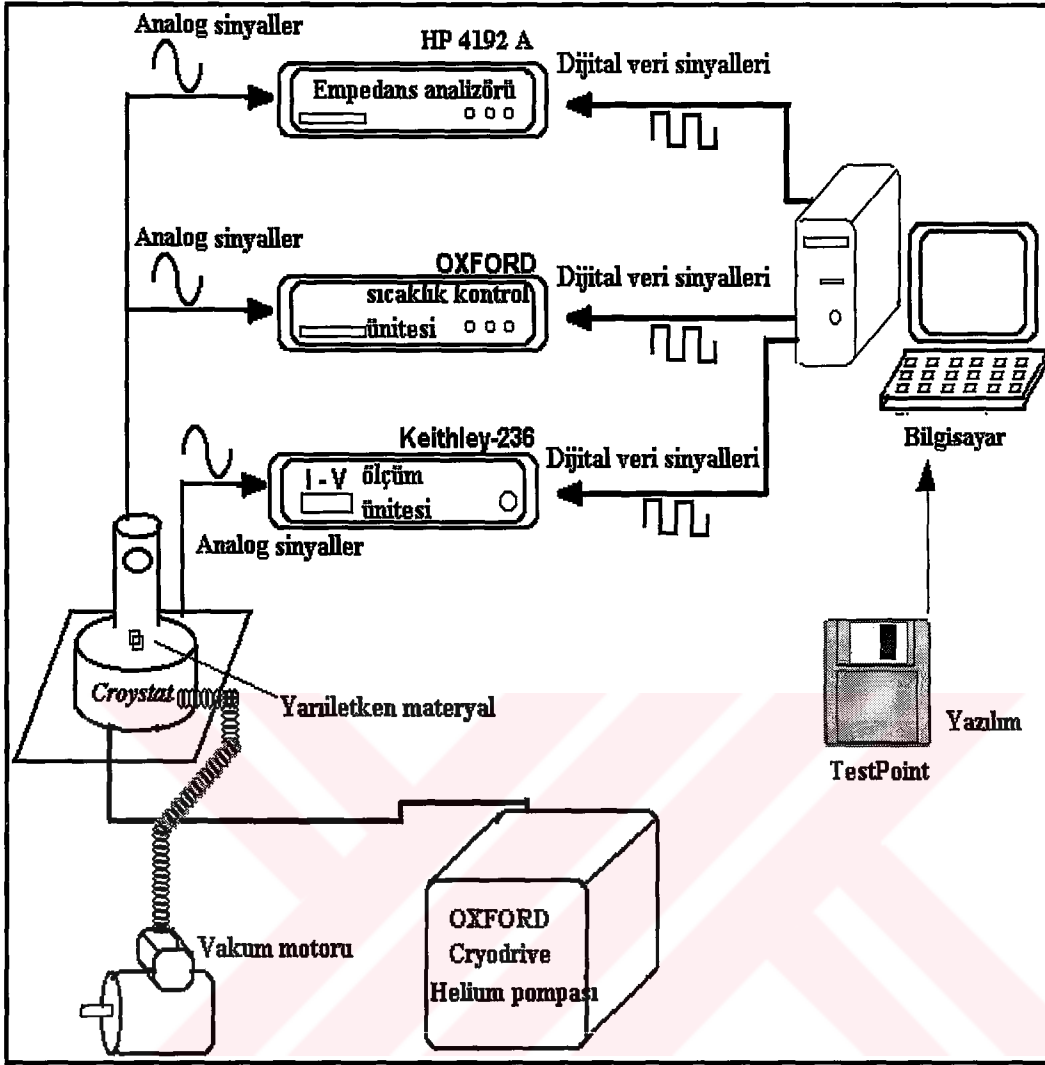 Analog sinyaller
HP 4192 A
Empedans analizörü
Dijital veri sinyalleri
Analog sinyaller
OXFORD
sıcaklık kontrol
ünitesi
Dijital veri sinyalleri
Keithley-236
I - V ölçüm
ünitesi
Dijital veri sinyalleri
Analog sinyaller
Bilgisayar
Croystat
Yarıiletken materyal
Yazılım
TestPoint
Vakum motoru
OXFORD
Cryodrive
Helium pompası